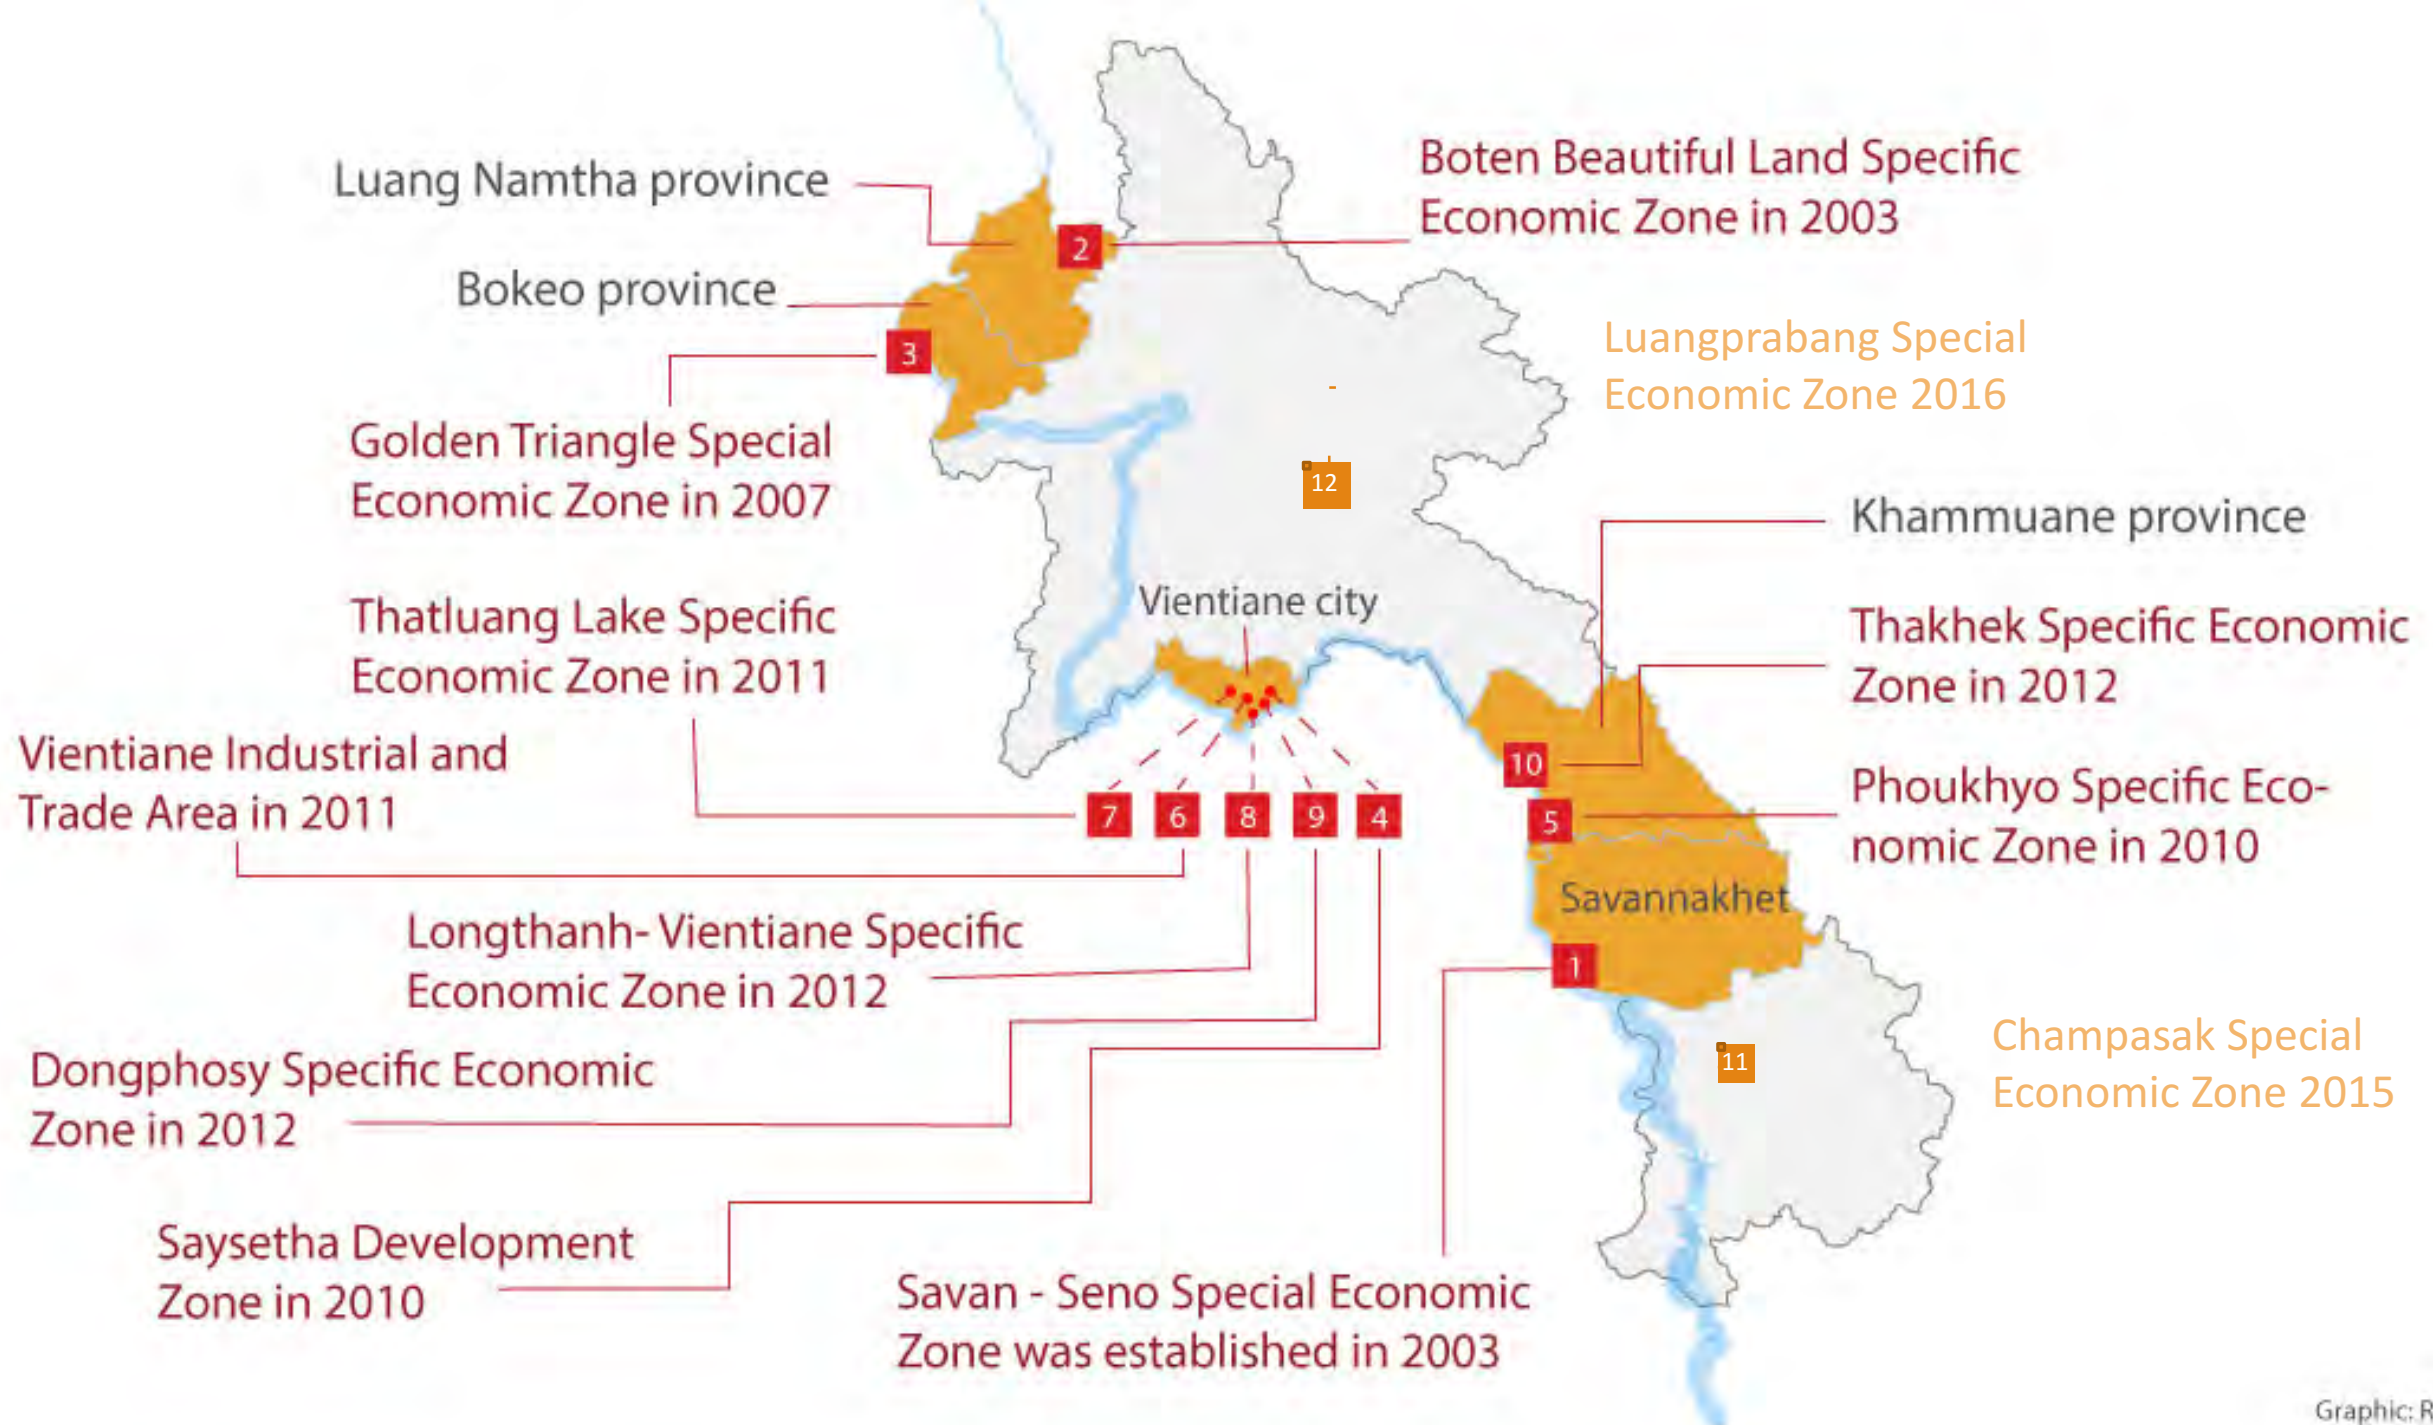 Luang Namtha province
Boten Beautiful Land Specific
Economic Zone in 2003
2
Bokeo province
3
Luangprabang Special
Economic Zone 2016
Golden Triangle Special
Economic Zone in 2007
12
Khammuane province
Vientiane city
Thatluang Lake Specific
Economic Zone in 2011
Thakhek Specific Economic
Zone in 2012
Vientiane Industrial and
Trade Area in 2011
10
Phoukhyo Specific Eco-
nomic Zone in 2010
7 6 8 9 4
5
Savannakhet
Longthanh- Vientiane Specific
Economic Zone in 2012
1
Dongphosy Specific Economic
Zone in 2012
11
Champasak Special
Economic Zone 2015
Saysetha Development
Zone in 2010
Savan - Seno Special Economic
Zone was established in 2003
Graphic: R